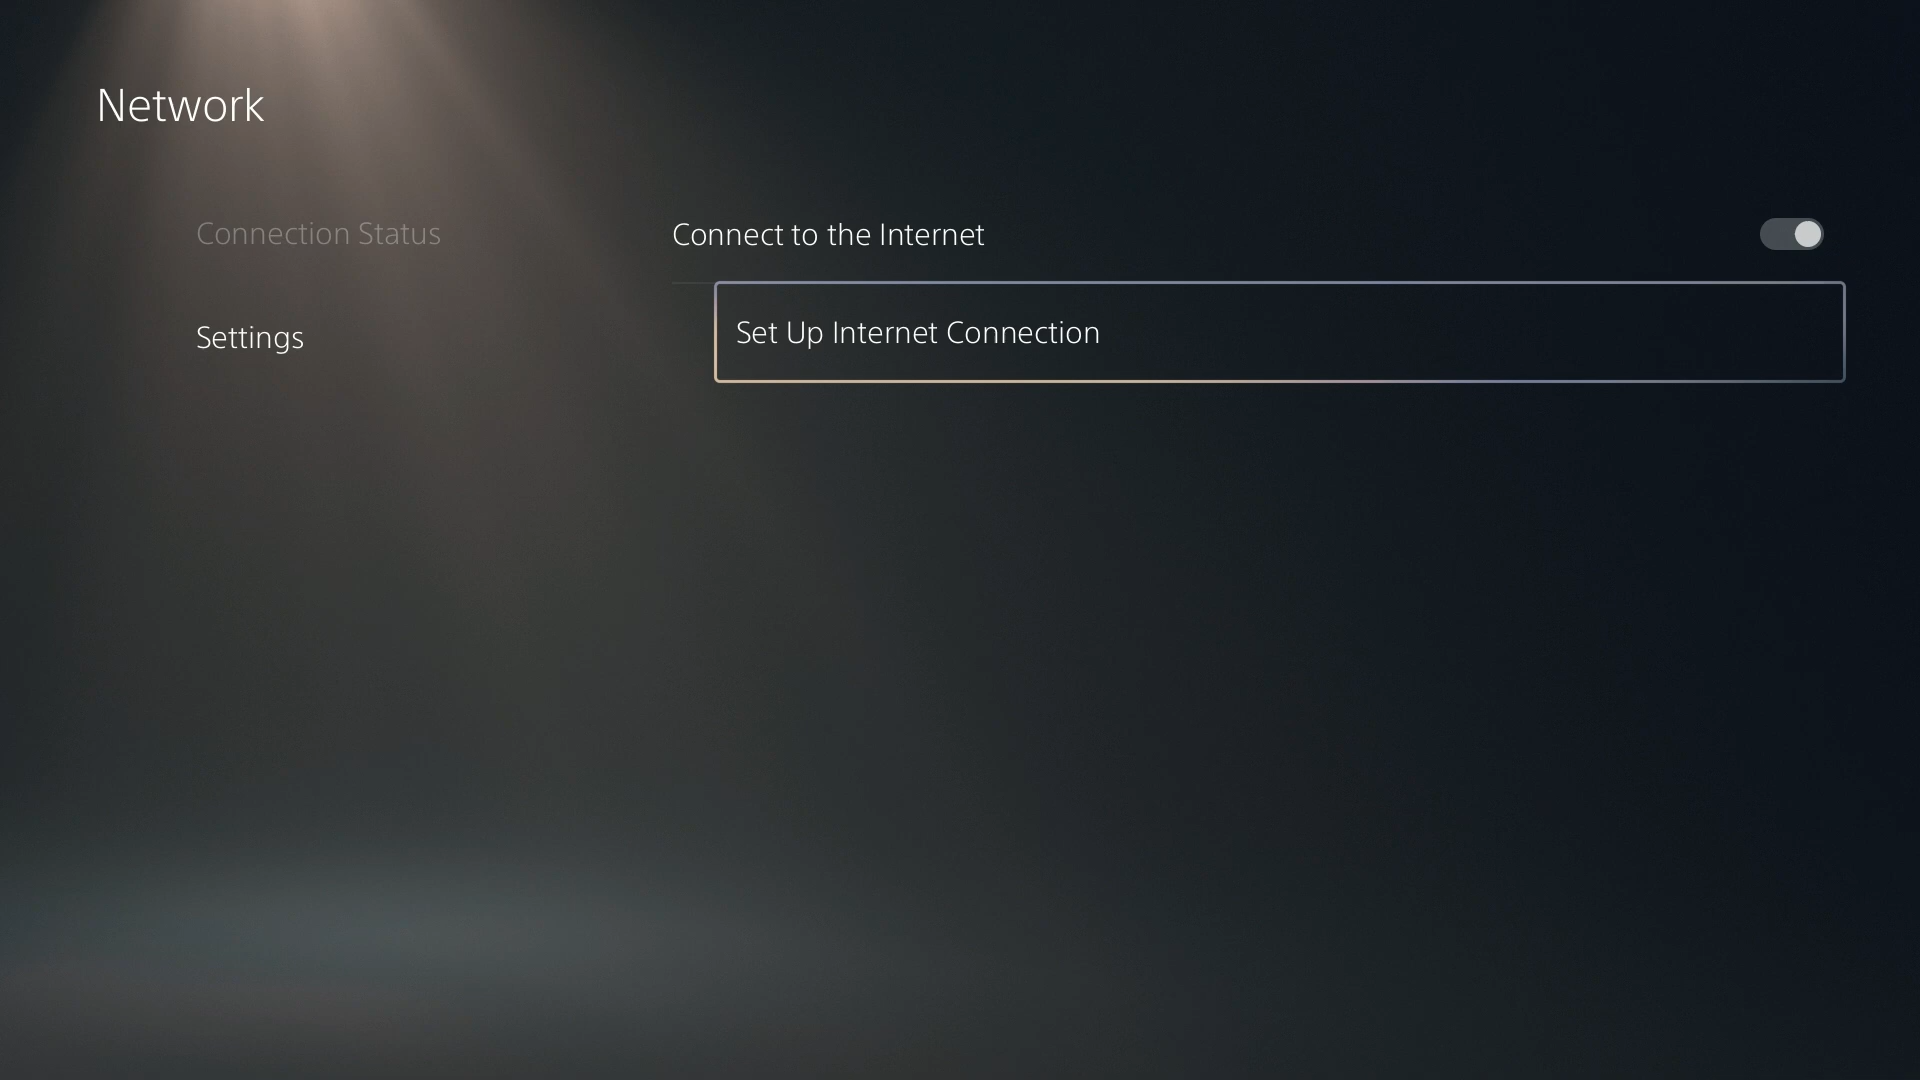 Network
Connection Status
Connect to the Internet
Settings
Set Up Internet Connection